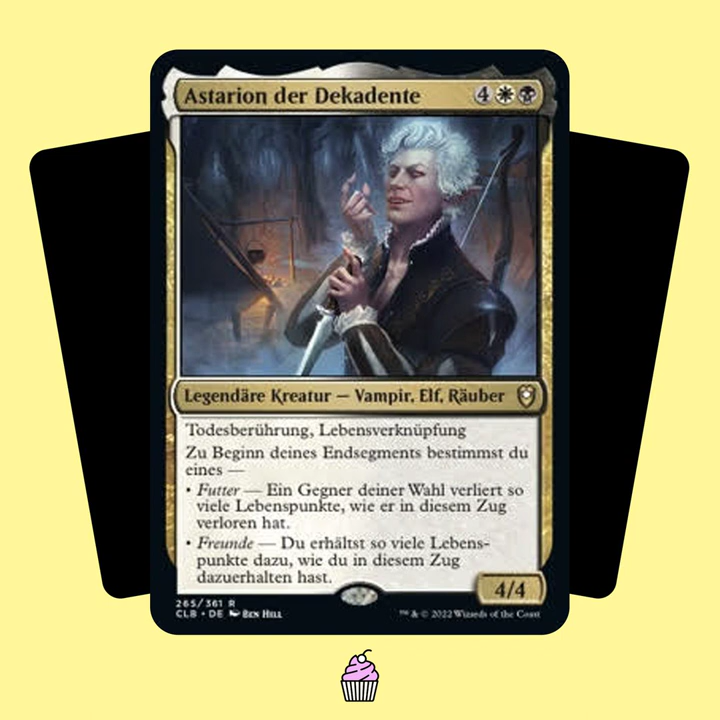 Astarion der Dekadente 4
Legendäre Kreatur — Vampir, Elf, Räuber
Todesberührung, Lebensverknüpfung
Zu Beginn deines Endsegments bestimmst du
eines —
• Futter — Ein Gegner deiner Wahl verliert so
viele Lebenspunkte, wie er in diesem Zug
verloren hat.
• Freunde — Du erhältst so viele Lebens-
punkte dazu, wie du in diesem Zug
dazuerhalten hast.
4/4
265/361 R
CLB • DE Ben Hill
™ & © 2022 Wizards of the Coast